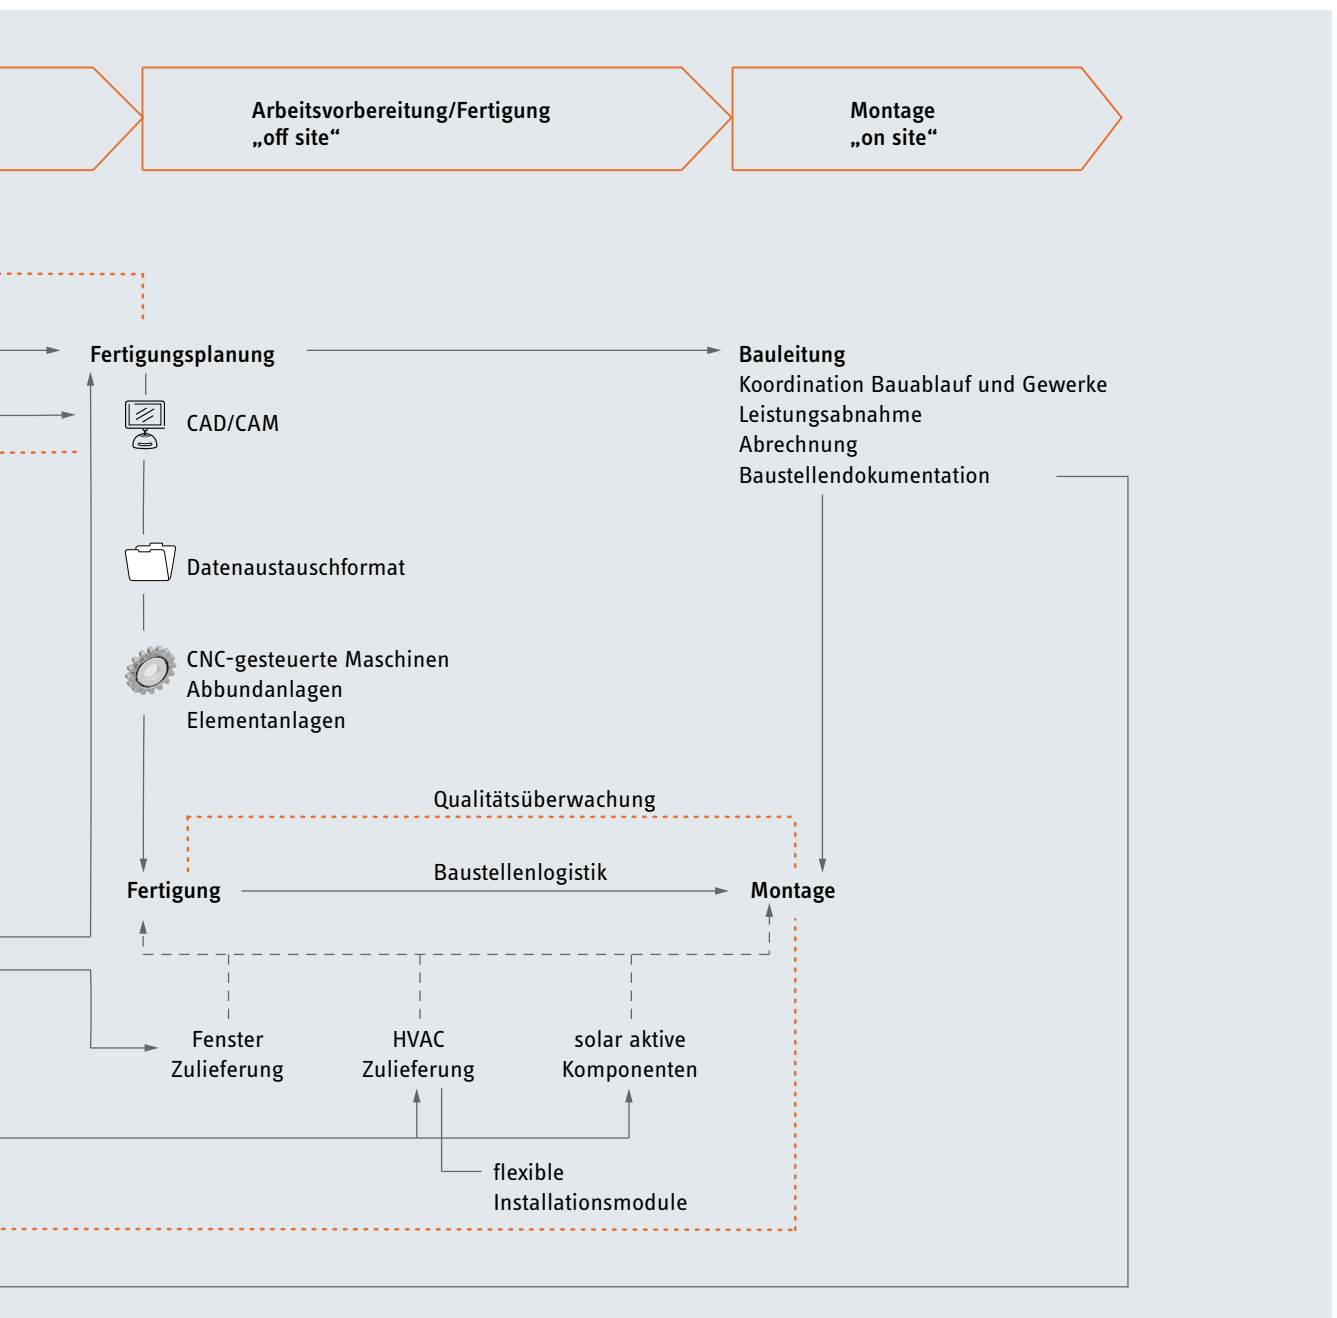 Arbeitsvorbereitung/Fertigung
„off site“
Montage
„on site“
Fertigungsplanung
CAD/CAM
Datenaustauschformat
CNC-gesteuerte Maschinen
Abbundanlagen
Elementanlagen
Bauleitung
Koordination Bauablauf und Gewerke
Leistungsabnahme
Abrechnung
Baustellendokumentation
Qualitätsüberwachung
Baustellenlogistik
Fertigung
Montage
Fenster
Zulieferung
HVAC
Zulieferung
solar aktive
Komponenten
flexible
Installationsmodule